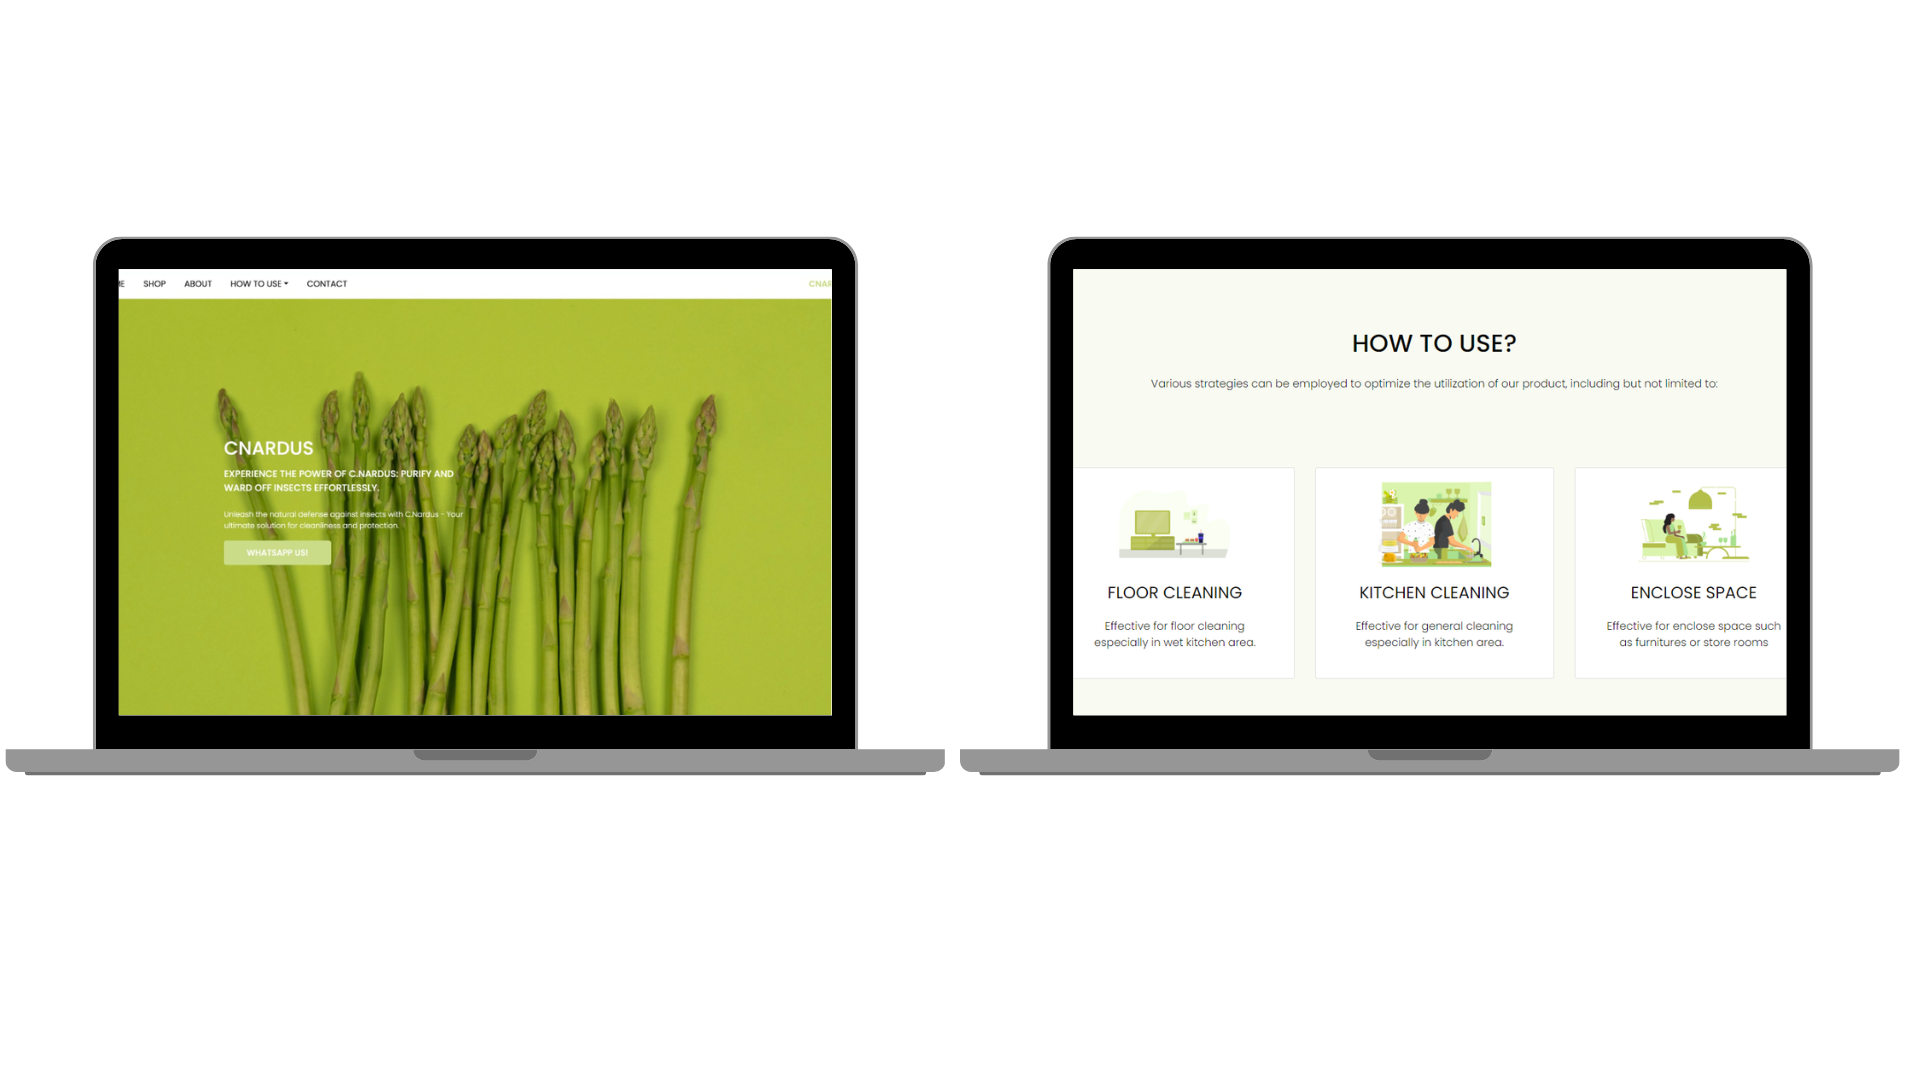 SHOP ABOUT HOW TO USE CONTACT
CNARDUS
EXPERIENCE THE POWER OF C.NARDUS: PURIFY AND
WARD OFF INSECTS EFFORTLESSLY.
Unleash the natural defense against insects with C.Nardus - Your
ultimate solution for cleanliness and protection.
WHATSAPP US!
HOW TO USE?
Various strategies can be employed to optimize the utilization of our product, including but not limited to:
FLOOR CLEANING
Effective for floor cleaning
especially in wet kitchen area.
KITCHEN CLEANING
Effective for general cleaning
especially in kitchen area.
ENCLOSE SPACE
Effective for enclose space such
as furnitures or store rooms